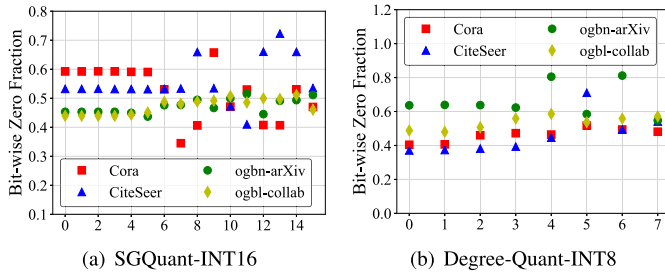 Bit-wise Zero Fraction
0.8
0.7
0.6
0.5
0.4
0.3
0.1
Cora
CiteSeer
ogbn-arXiv
ogbl-collab
0 2 4 6 8 10 12 14
(a) SGQuant-INT16
Bit-wise Zero Fraction
1.2
1.0
0.8
0.6
0.4
0.2
0.0
Cora
CiteSeer
ogbn-arXiv
ogbl-collab
0 1 2 3 4 5 6 7
(b) Degree-Quant-INT8